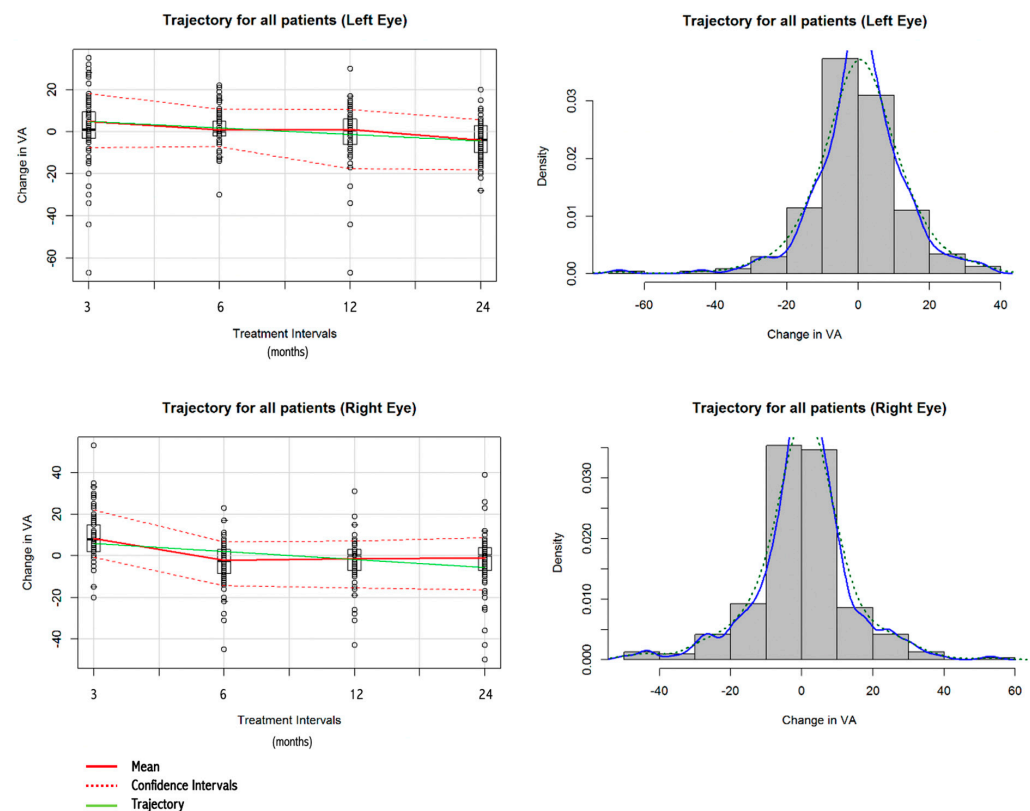 Trajectory for all patients (Left Eye)
Change in VA
20
0
-20
-40
-60
3
6
12
24
Treatment Intervals
(months)
Trajectory for all patients (Left Eye)
Density
0.03
0.01
0.00
-60
-40
-20
0
20
40
Change in VA
Trajectory for all patients (Right Eye)
Change in VA
40
20
0
-20
-40
3
6
12
24
Treatment Intervals
(months)
Trajectory for all patients (Right Eye)
Density
0.030
0.020
0.010
0.000
-40
-20
0
20
40
60
Change in VA
Mean
Confidence Intervals
Trajectory